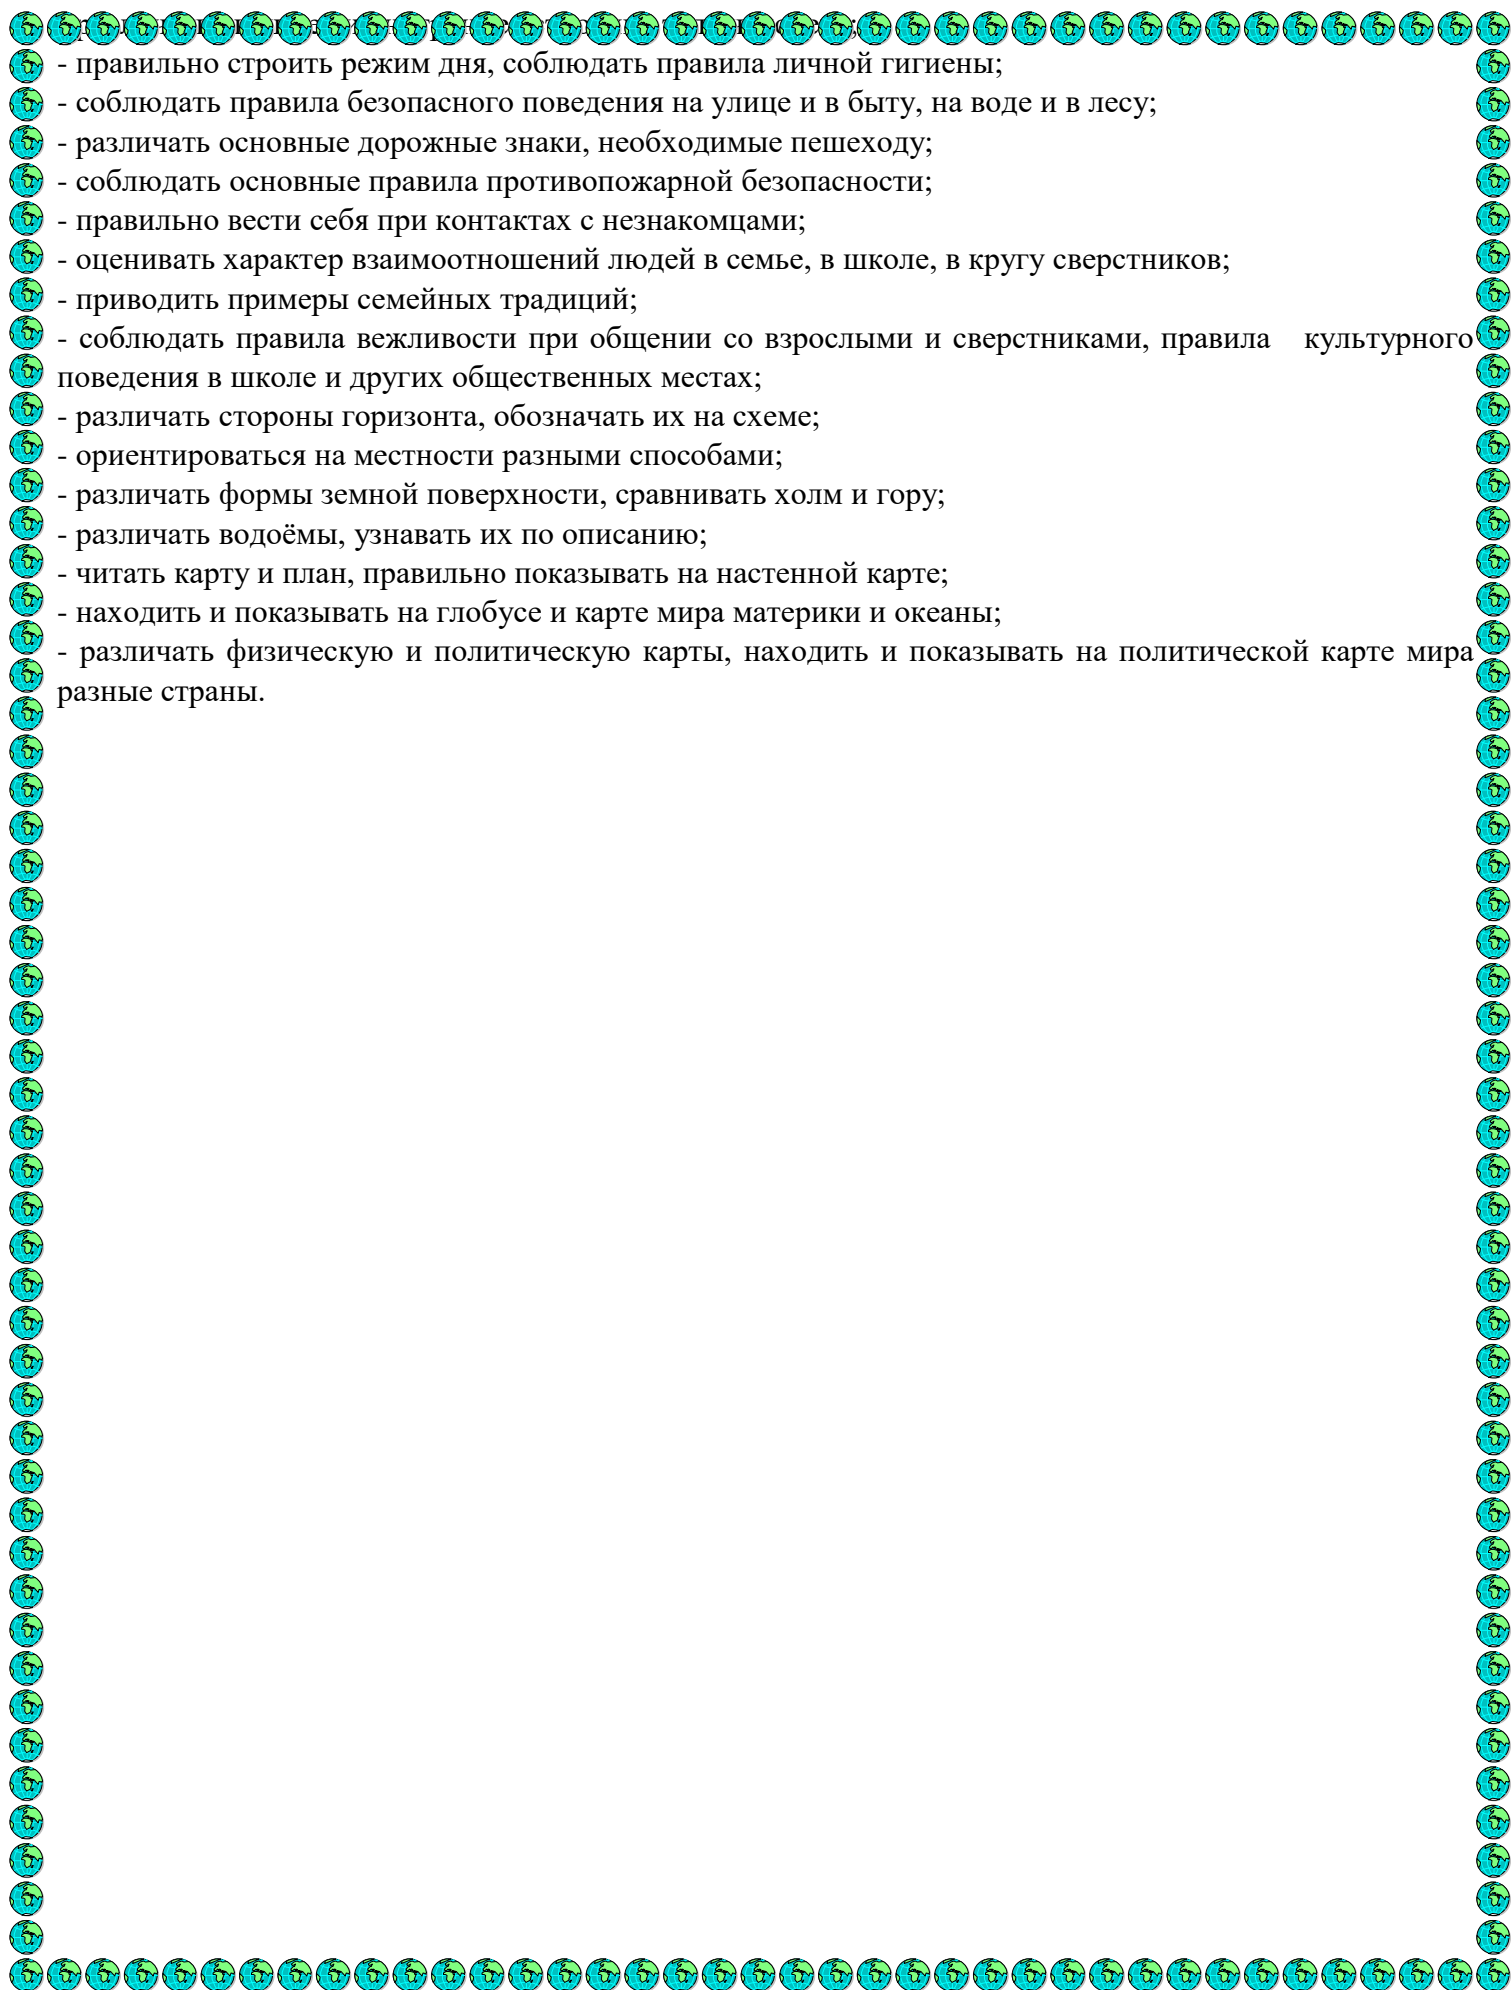 - правильно строить режим дня, соблюдать правила личной гигиены;
- соблюдать правила безопасного поведения на улице и в быту, на воде и в лесу;
- различать основные дорожные знаки, необходимые пешеходу;
- соблюдать основные правила противопожарной безопасности;
- правильно вести себя при контактах с незнакомцами;
- оценивать характер взаимоотношений людей в семье, в школе, в кругу сверстников;
- приводить примеры семейных традиций;
- соблюдать правила вежливости при общении со взрослыми и сверстниками, правила культурного
поведения в школе и других общественных местах;
- различать стороны горизонта, обозначать их на схеме;
- ориентироваться на местности разными способами;
- различать формы земной поверхности, сравнивать холм и гору;
- различать водоёмы, узнавать их по описанию;
- читать карту и план, правильно показывать на настенной карте;
- находить и показывать на глобусе и карте мира материки и океаны;
- различать физическую и политическую карты, находить и показывать на политической карте мира
разные страны.